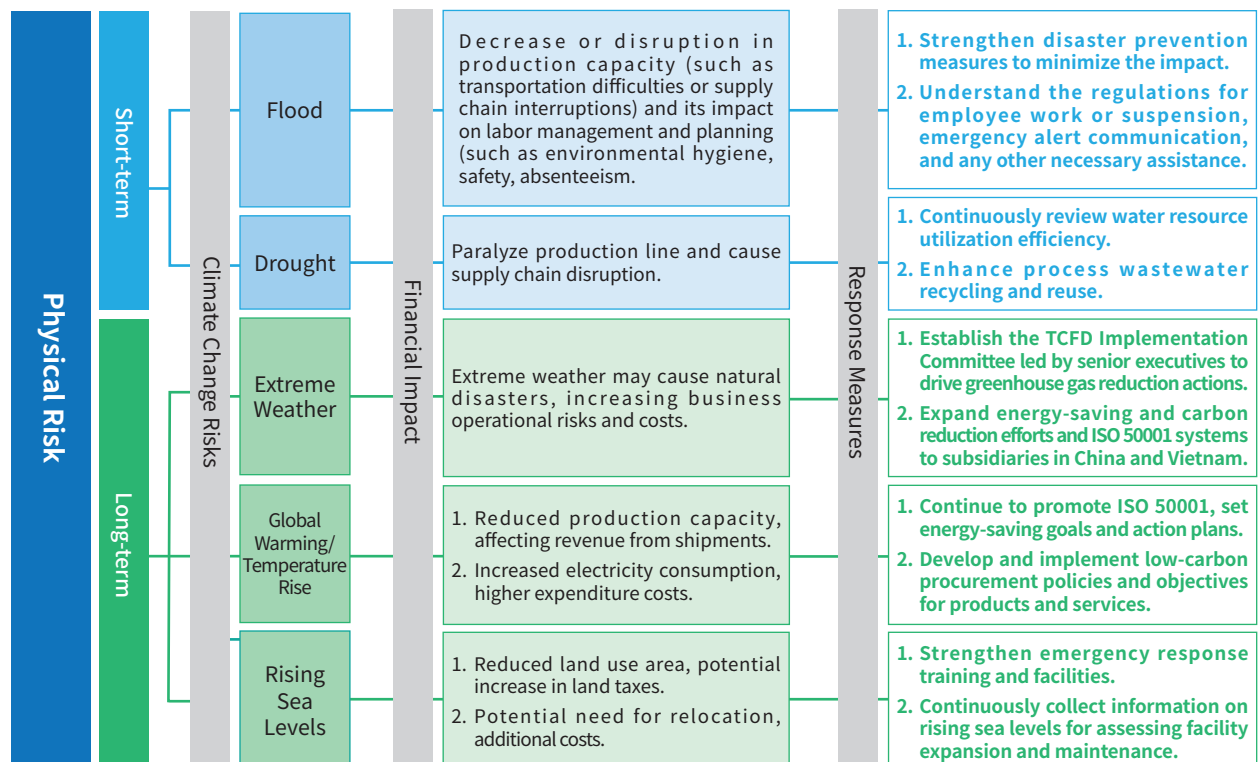 Physical Risk
Short-term
Long-term
Climate Change Risks
Financial Impact
Response Measures
Flood
Decrease or disruption in
production capacity (such as
transportation difficulties or supply
chain interruptions) and its impact
on labor management and planning
(such as environmental hygiene,
safety, absenteeism.
1. Strengthen disaster prevention
measures to minimize the impact.
2. Understand the regulations for
employee work or suspension,
emergency alert communication,
and any other necessary assistance.
Drought
Paralyze production line and cause
supply chain disruption.
1. Continuously review water resource
utilization efficiency.
2. Enhance process wastewater
recycling and reuse.
Extreme
Weather
Extreme weather may cause natural
disasters, increasing business
operational risks and costs.
1. Establish the TCFD Implementation
Committee led by senior executives to
drive greenhouse gas reduction actions.
2. Expand energy-saving and carbon
reduction efforts and ISO 50001 systems
to subsidiaries in China and Vietnam.
Global
Warming/
Temperature
Rise
1. Reduced production capacity,
affecting revenue from shipments.
2. Increased electricity consumption,
higher expenditure costs.
1. Continue to promote ISO 50001, set
energy-saving goals and action plans.
2. Develop and implement low-carbon
procurement policies and objectives
for products and services.
Rising
Sea
Levels
1. Reduced land use area, potential
increase in land taxes.
2. Potential need for relocation,
additional costs.
1. Strengthen emergency response
training and facilities.
2. Continuously collect information on
rising sea levels for assessing facility
expansion and maintenance.